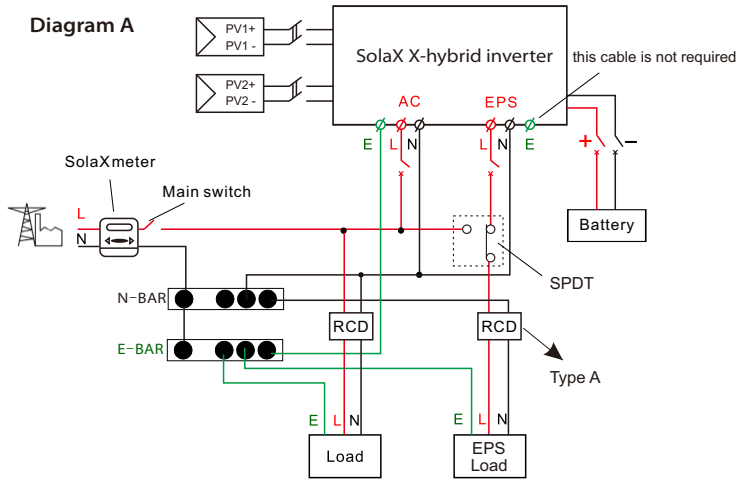 Diagram A
PV1+
PV1 -
PV2+
PV2 -
SolaX X-hybrid inverter
this cable is not required
AC
EPS
E
L
N
L
N
E
+
−
Battery
SolaXmeter
Main switch
L
N
SPDT
N-BAR
E-BAR
RCD
RCD
Type A
E
L
N
E
L
N
Load
EPS
Load